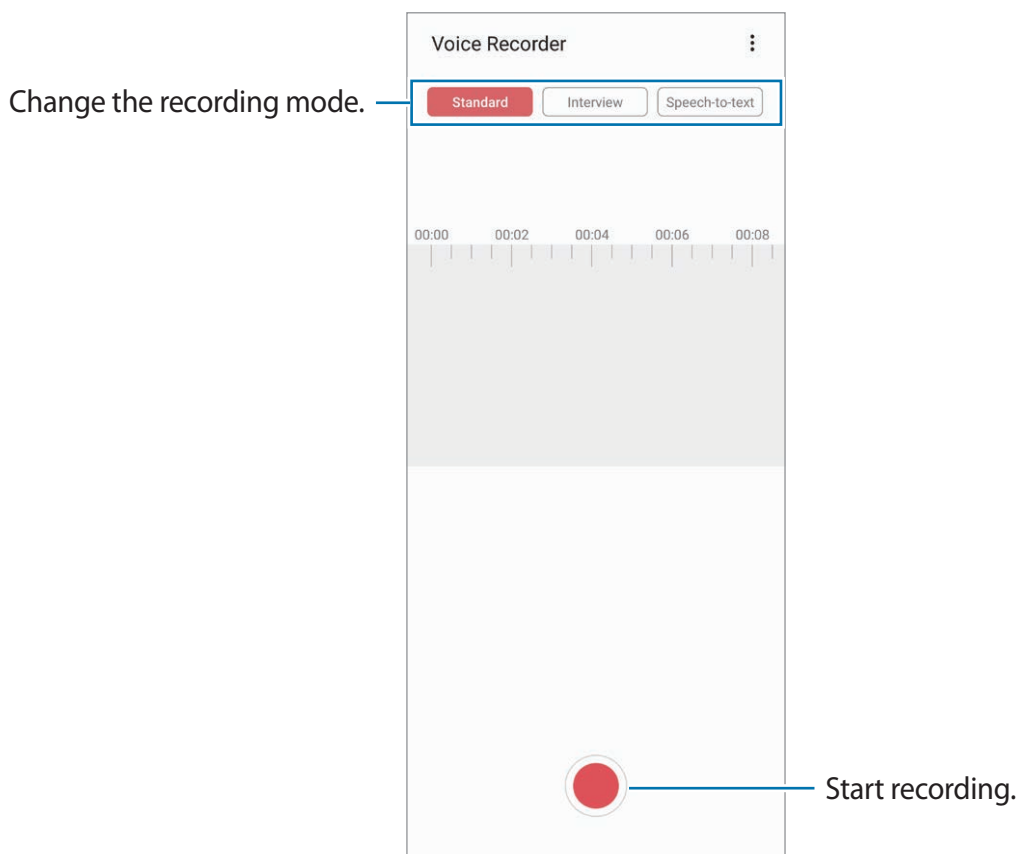 Voice Recorder
Change the recording mode.
Standard Interview Speech-to-text
00:00 00:02 00:04 00:06 00:08
Start recording.